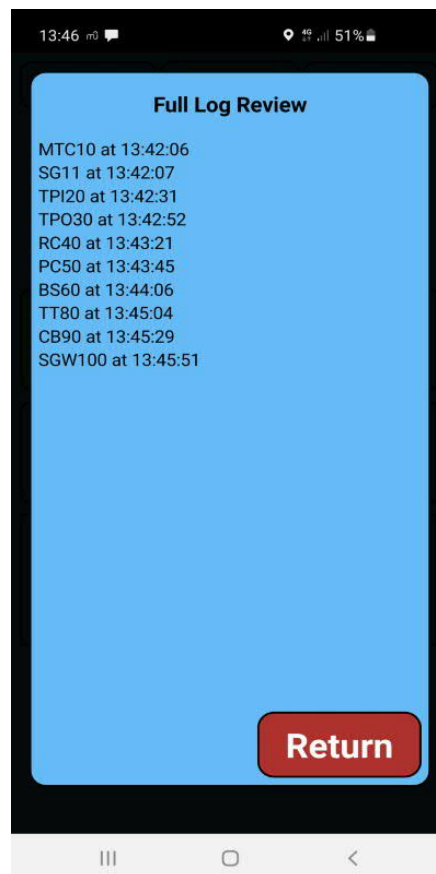 13:46
4G 51%
Full Log Review
MTC10 at 13:42:06
SG11 at 13:42:07
TPI20 at 13:42:31
TPO30 at 13:42:52
RC40 at 13:43:21
PC50 at 13:43:45
BS60 at 13:44:06
TT80 at 13:45:04
CB90 at 13:45:29
SGW100 at 13:45:51
Return